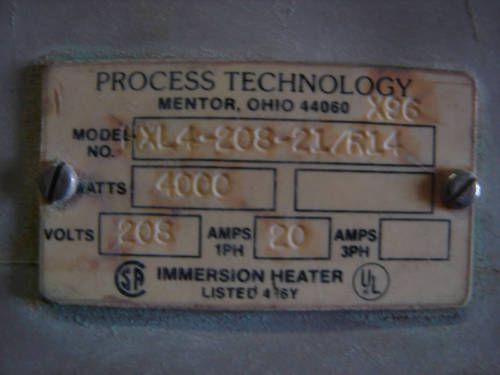 PROCESS TECHNOLOGY
MENTOR, OHIO 44060 X96
MODEL NO. XL4-208-21/R14
WATTS 4000
VOLTS 208 AMPS 1PH 20 AMPS 3PH
SA IMMERSION HEATER UL
LISTED